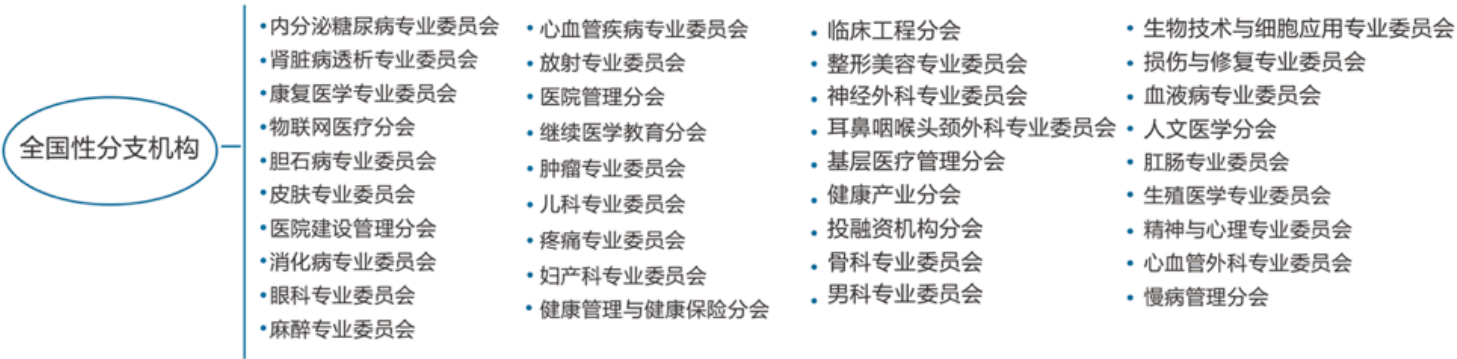 全国性分支机构
•内分泌糖尿病专业委员会
•肾脏病透析专业委员会
•康复医学专业委员会
•物联网医疗分会
•胆石病专业委员会
•皮肤专业委员会
•医院建设管理分会
•消化病专业委员会
•眼科专业委员会
•麻醉专业委员会
•心血管疾病专业委员会
•放射专业委员会
•医院管理分会
•继续医学教育分会
•肿瘤专业委员会
•儿科专业委员会
•疼痛专业委员会
•妇产科专业委员会
•健康管理与健康保险分会
•临床工程分会
•整形美容专业委员会
•神经外科专业委员会
•耳鼻咽喉头颈外科专业委员会
•基层医疗管理分会
•健康产业分会
•投融资机构分会
•骨科专业委员会
•男科专业委员会
•生物技术与细胞应用专业委员会
•损伤与修复专业委员会
•血液病专业委员会
•人文医学分会
•肛肠专业委员会
•生殖医学专业委员会
•精神与心理专业委员会
•心血管外科专业委员会
•慢病管理分会